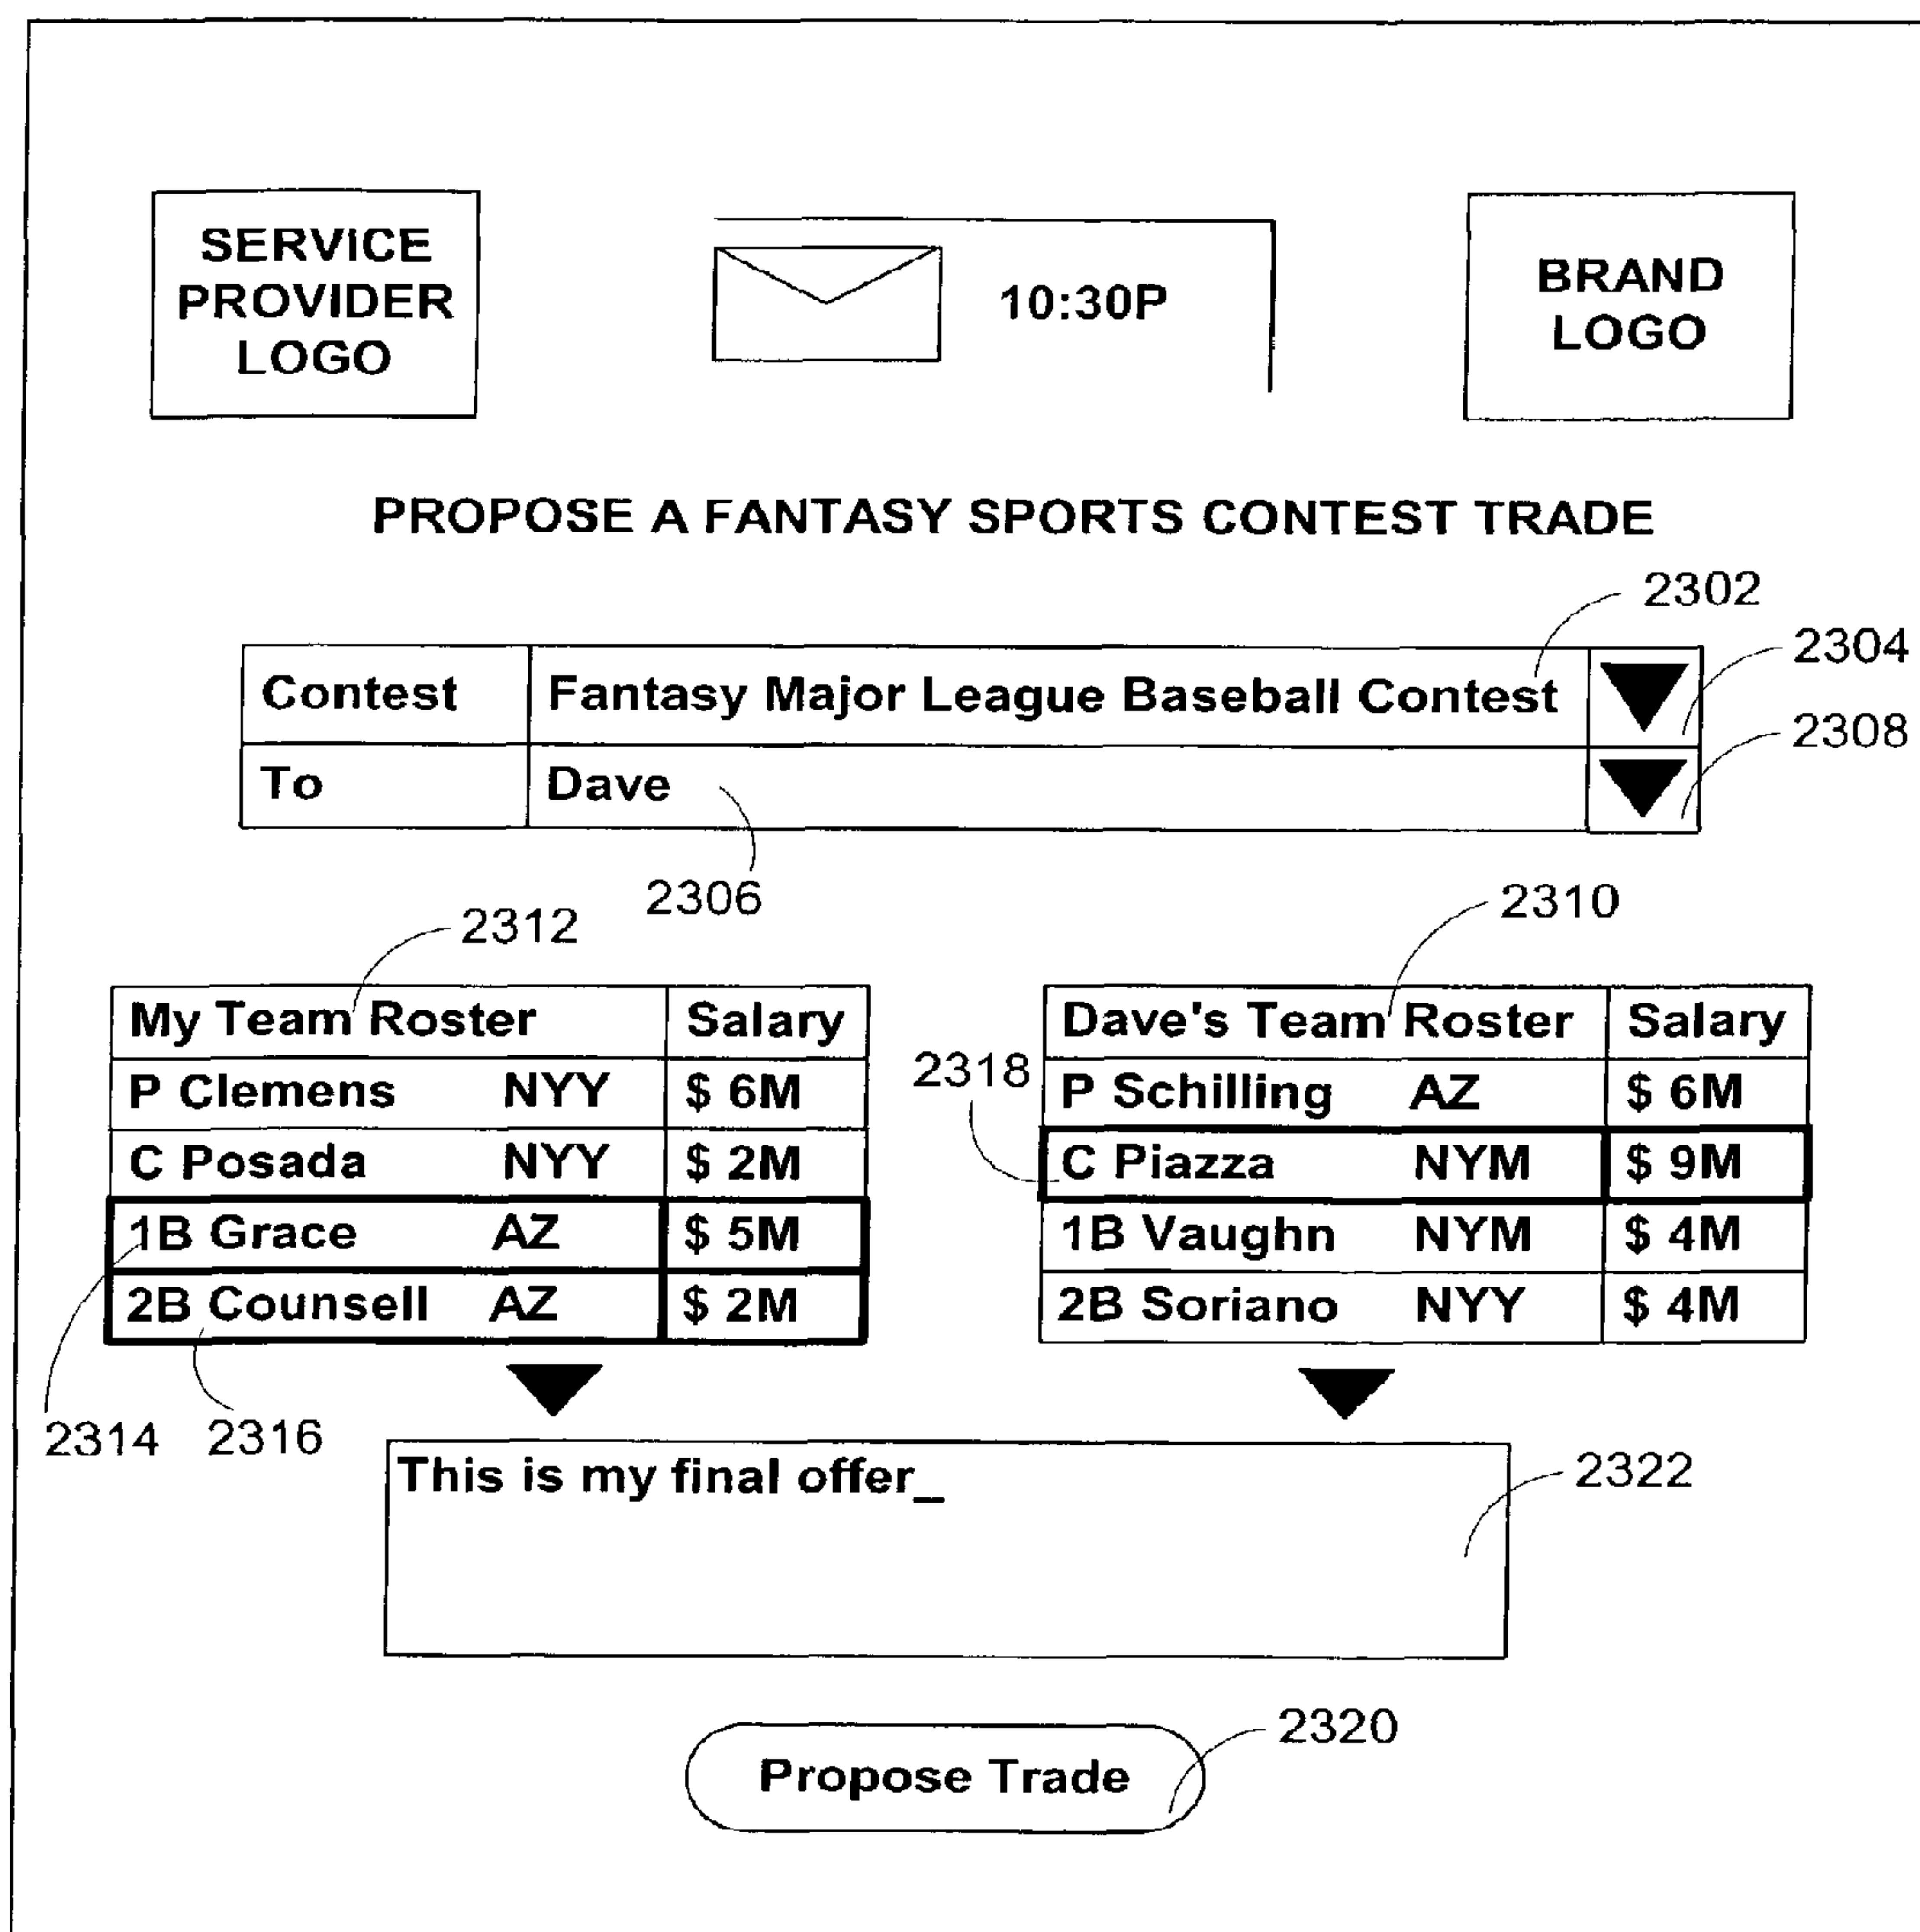 SERVICE
PROVIDER
LOGO
10:30P
BRAND
LOGO
PROPOSE A FANTASY SPORTS CONTEST TRADE
2302
2304
Contest Fantasy Major League Baseball Contest
2308
To Dave
2306
2310
2312
My Team Roster Salary
P Clemens NYY $ 6M
C Posada NYY $ 2M
1B Grace AZ $ 5M
2B Counsell AZ $ 2M
Dave's Team Roster Salary
2318
P Schilling AZ $ 6M
C Piazza NYM $ 9M
1B Vaughn NYM $ 4M
2B Soriano NYY $ 4M
2314 2316
This is my final offer_
2322
2320
Propose Trade